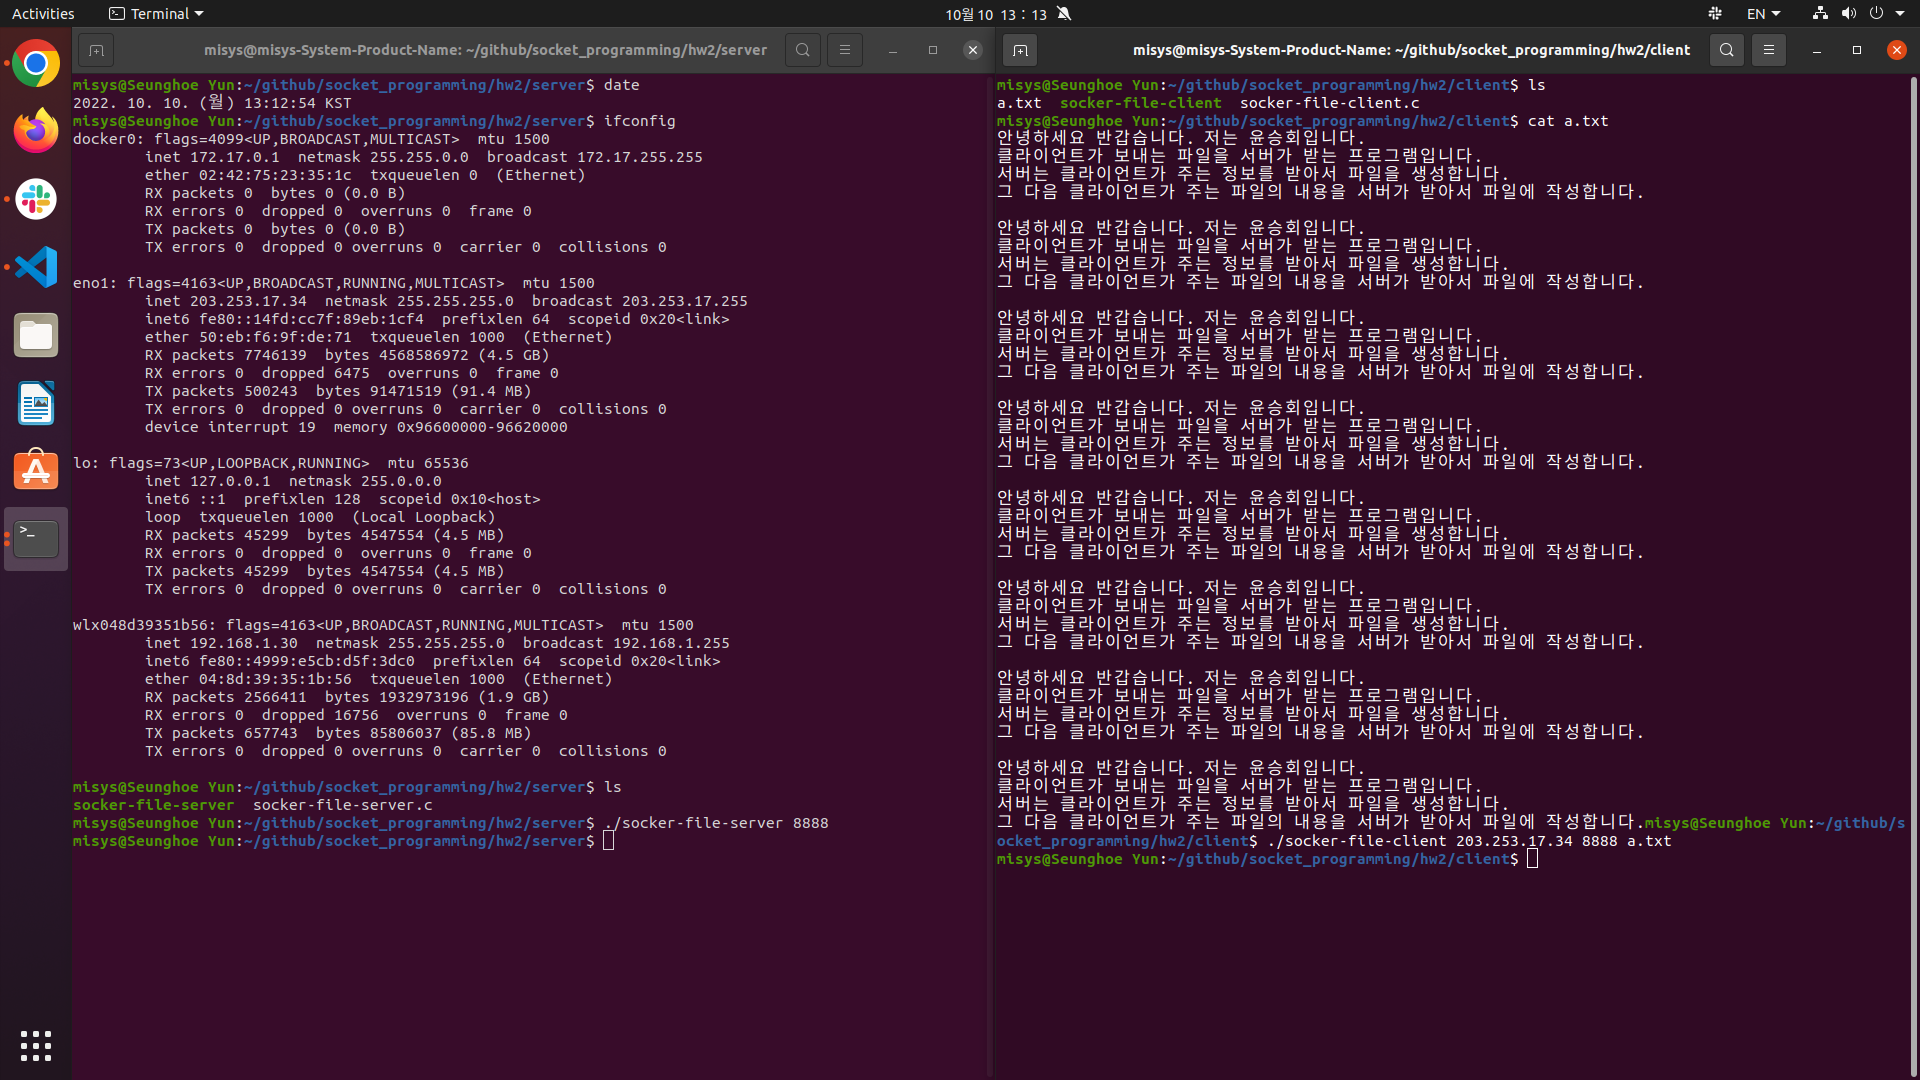 Activities
Terminal
10월 10 13 : 13
EN
misys@misys-System-Product-Name: ~/github/socket_programming/hw2/server
misys@Seunghoe Yun:~/github/socket_programming/hw2/server$ date
2022. 10. 10. (월) 13:12:54 KST
misys@Seunghoe Yun:~/github/socket_programming/hw2/server$ ifconfig
docker0: flags=4099<UP,BROADCAST,MULTICAST>  mtu 1500
inet 172.17.0.1  netmask 255.255.0.0  broadcast 172.17.255.255
ether 02:42:75:23:35:1c  txqueuelen 0  (Ethernet)
RX packets 0  bytes 0 (0.0 B)
RX errors 0  dropped 0  overruns 0  frame 0
TX packets 0  bytes 0 (0.0 B)
TX errors 0  dropped 0 overruns 0  carrier 0  collisions 0
eno1: flags=4163<UP,BROADCAST,RUNNING,MULTICAST>  mtu 1500
inet 203.253.17.34  netmask 255.255.255.0  broadcast 203.253.17.255
inet6 fe80::14fd:cc7f:89eb:1cf4  prefixlen 64  scopeid 0x20<link>
ether 50:eb:f6:9f:de:71  txqueuelen 1000  (Ethernet)
RX packets 7746139  bytes 4568586972 (4.5 GB)
RX errors 0  dropped 6475  overruns 0  frame 0
TX packets 500243  bytes 91471519 (91.4 MB)
TX errors 0  dropped 0 overruns 0  carrier 0  collisions 0
device interrupt 19  memory 0x96600000-96620000
lo: flags=73<UP,LOOPBACK,RUNNING>  mtu 65536
inet 127.0.0.1  netmask 255.0.0.0
inet6 ::1  prefixlen 128  scopeid 0x10<host>
loop  txqueuelen 1000  (Local Loopback)
RX packets 45299  bytes 4547554 (4.5 MB)
RX errors 0  dropped 0  overruns 0  frame 0
TX packets 45299  bytes 4547554 (4.5 MB)
TX errors 0  dropped 0 overruns 0  carrier 0  collisions 0
wlx048d39351b56: flags=4163<UP,BROADCAST,RUNNING,MULTICAST>  mtu 1500
inet 192.168.1.30  netmask 255.255.255.0  broadcast 192.168.1.255
inet6 fe80::4999:e5cb:d5f:3dc0  prefixlen 64  scopeid 0x20<link>
ether 04:8d:39:35:1b:56  txqueuelen 1000  (Ethernet)
RX packets 2566411  bytes 1932973196 (1.9 GB)
RX errors 0  dropped 16756  overruns 0  frame 0
TX packets 657743  bytes 85806037 (85.8 MB)
TX errors 0  dropped 0 overruns 0  carrier 0  collisions 0
misys@Seunghoe Yun:~/github/socket_programming/hw2/server$ ls
socker-file-server  socker-file-server.c
misys@Seunghoe Yun:~/github/socket_programming/hw2/server$ ./socker-file-server 8888
misys@Seunghoe Yun:~/github/socket_programming/hw2/server$
misys@misys-System-Product-Name: ~/github/socket_programming/hw2/client
misys@Seunghoe Yun:~/github/socket_programming/hw2/client$ ls
a.txt  socker-file-client  socker-file-client.c
misys@Seunghoe Yun:~/github/socket_programming/hw2/client$ cat a.txt
안녕하세요 반갑습니다. 저는 윤승회입니다.
클라이언트가 보내는 파일을 서버가 받는 프로그램입니다.
서버는 클라이언트가 주는 정보를 받아서 파일을 생성합니다.
그 다음 클라이언트가 주는 파일의 내용을 서버가 받아서 파일에 작성합니다.
안녕하세요 반갑습니다. 저는 윤승회입니다.
클라이언트가 보내는 파일을 서버가 받는 프로그램입니다.
서버는 클라이언트가 주는 정보를 받아서 파일을 생성합니다.
그 다음 클라이언트가 주는 파일의 내용을 서버가 받아서 파일에 작성합니다.
안녕하세요 반갑습니다. 저는 윤승회입니다.
클라이언트가 보내는 파일을 서버가 받는 프로그램입니다.
서버는 클라이언트가 주는 정보를 받아서 파일을 생성합니다.
그 다음 클라이언트가 주는 파일의 내용을 서버가 받아서 파일에 작성합니다.
안녕하세요 반갑습니다. 저는 윤승회입니다.
클라이언트가 보내는 파일을 서버가 받는 프로그램입니다.
서버는 클라이언트가 주는 정보를 받아서 파일을 생성합니다.
그 다음 클라이언트가 주는 파일의 내용을 서버가 받아서 파일에 작성합니다.
안녕하세요 반갑습니다. 저는 윤승회입니다.
클라이언트가 보내는 파일을 서버가 받는 프로그램입니다.
서버는 클라이언트가 주는 정보를 받아서 파일을 생성합니다.
그 다음 클라이언트가 주는 파일의 내용을 서버가 받아서 파일에 작성합니다.
안녕하세요 반갑습니다. 저는 윤승회입니다.
클라이언트가 보내는 파일을 서버가 받는 프로그램입니다.
서버는 클라이언트가 주는 정보를 받아서 파일을 생성합니다.
그 다음 클라이언트가 주는 파일의 내용을 서버가 받아서 파일에 작성합니다.
안녕하세요 반갑습니다. 저는 윤승회입니다.
클라이언트가 보내는 파일을 서버가 받는 프로그램입니다.
서버는 클라이언트가 주는 정보를 받아서 파일을 생성합니다.
그 다음 클라이언트가 주는 파일의 내용을 서버가 받아서 파일에 작성합니다.
안녕하세요 반갑습니다. 저는 윤승회입니다.
클라이언트가 보내는 파일을 서버가 받는 프로그램입니다.
서버는 클라이언트가 주는 정보를 받아서 파일을 생성합니다.
그 다음 클라이언트가 주는 파일의 내용을 서버가 받아서 파일에 작성합니다.misys@Seunghoe Yun:~/github/s
ocket_programming/hw2/client$ ./socker-file-client 203.253.17.34 8888 a.txt
misys@Seunghoe Yun:~/github/socket_programming/hw2/client$